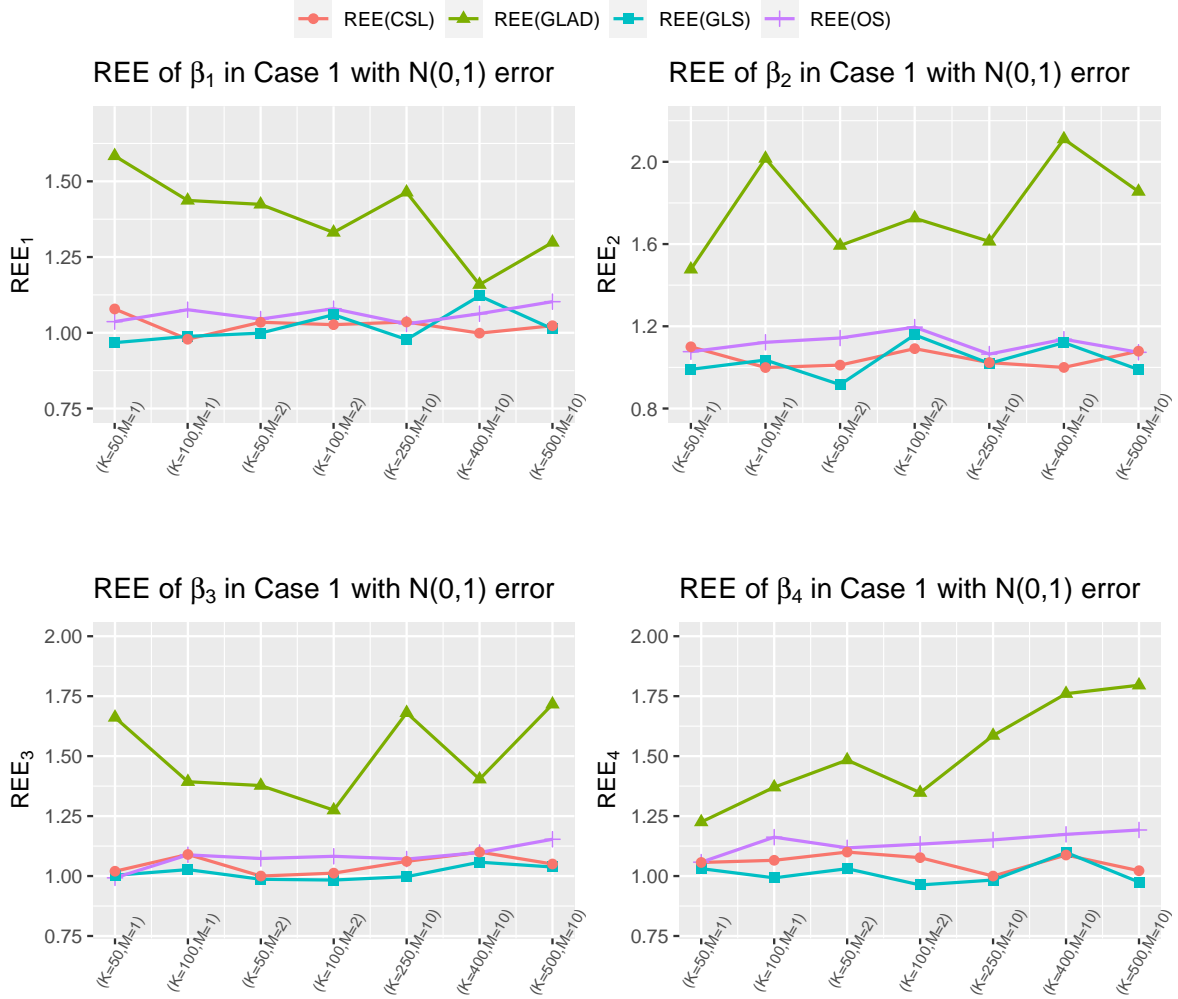 REE(CSL) REE(GLAD) REE(GLS) REE(OS)
REE of β₁ in Case 1 with N(0,1) error
REE₁
1.50
1.25
1.00
0.75
(K=50,M=1) (K=100,M=1) (K=50,M=2) (K=100,M=2) (K=250,M=10) (K=400,M=10) (K=500,M=10)
REE of β₂ in Case 1 with N(0,1) error
REE₂
2.0
1.6
1.2
0.8
(K=50,M=1) (K=100,M=1) (K=50,M=2) (K=100,M=2) (K=250,M=10) (K=400,M=10) (K=500,M=10)
REE of β₃ in Case 1 with N(0,1) error
REE₃
2.00
1.75
1.50
1.25
1.00
0.75
(K=50,M=1) (K=100,M=1) (K=50,M=2) (K=100,M=2) (K=250,M=10) (K=400,M=10) (K=500,M=10)
REE of β₄ in Case 1 with N(0,1) error
REE₄
2.00
1.75
1.50
1.25
1.00
0.75
(K=50,M=1) (K=100,M=1) (K=50,M=2) (K=100,M=2) (K=250,M=10) (K=400,M=10) (K=500,M=10)